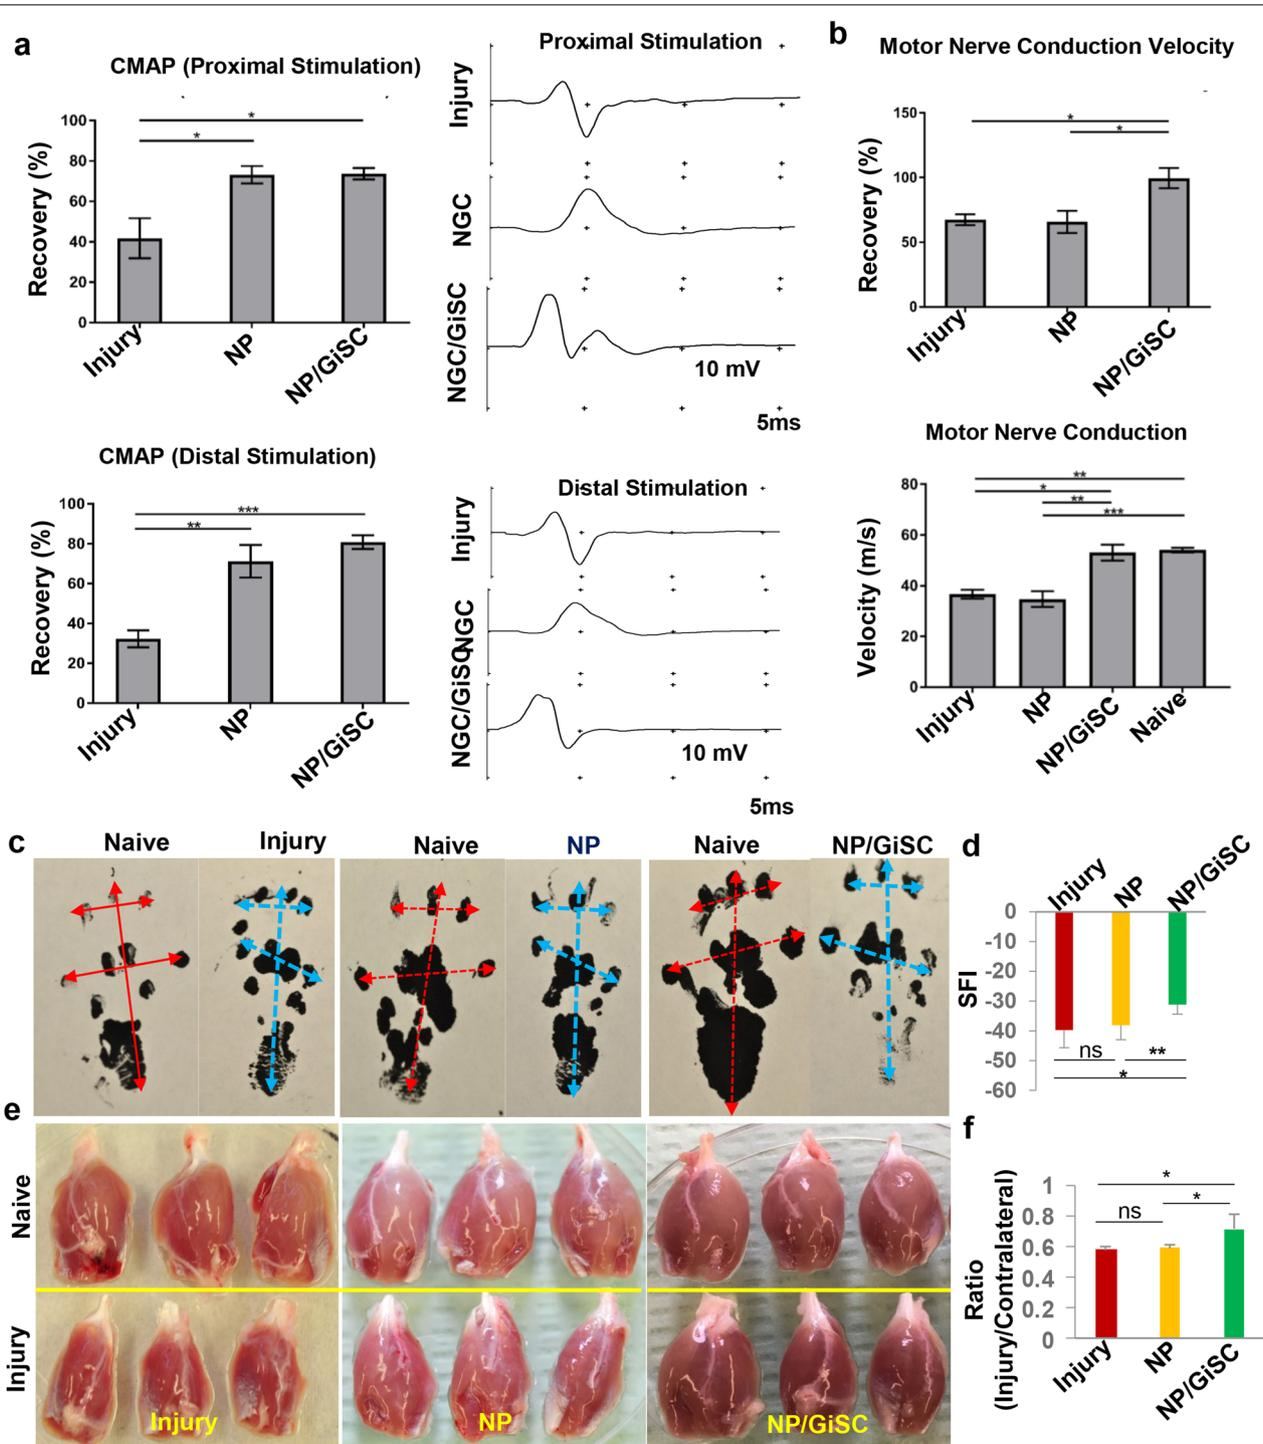 a
CMAP (Proximal Stimulation)
Recovery (%)
100
80
60
40
20
0
*
*
Injury
NP
NP/GiSC
Proximal Stimulation
Injury
NGC
NGC/GiSC
10 mV
5ms
b
Motor Nerve Conduction Velocity
Recovery (%)
150
100
50
0
*
*
Injury
NP
NP/GiSC
CMAP (Distal Stimulation)
Recovery (%)
100
80
60
40
20
0
***
**
Injury
NP
NP/GiSC
Distal Stimulation
Injury
NGC
NGC/GiSC
10 mV
5ms
Motor Nerve Conduction
Velocity (m/s)
80
60
40
20
0
**
*
**
***
Injury
NP
NP/GiSC
Naive
c
Naive
Injury
Naive
NP
Naive
NP/GiSC
d
Injury
NP
NP/GiSC
SFI
0
-10
-20
-30
-40
-50
-60
ns
**
*
e
Naive
Injury
Injury
NP
NP/GiSC
f
Ratio
(Injury/Contralateral)
1
0.8
0.6
0.4
0.2
0
*
*
ns
Injury
NP
NP/GiSC